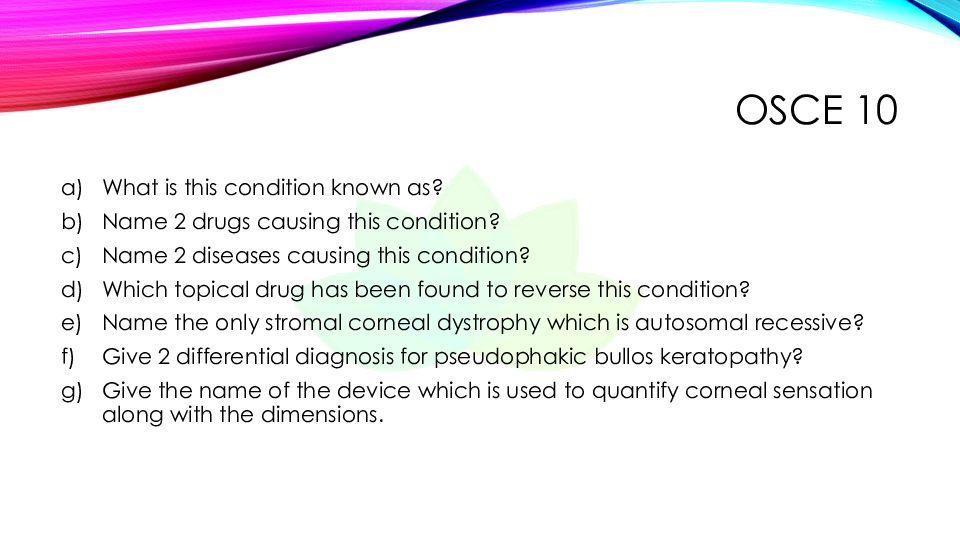 OSCE 10
a) What is this condition known as?
b) Name 2 drugs causing this condition?
c) Name 2 diseases causing this condition?
d) Which topical drug has been found to reverse this condition?
e) Name the only stromal corneal dystrophy which is autosomal recessive?
f) Give 2 differential diagnosis for pseudophakic bullos keratopathy?
g) Give the name of the device which is used to quantify corneal sensation
along with the dimensions.